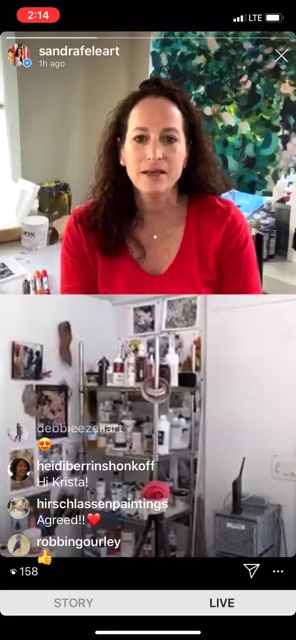 2:14
LTE
sandrafeleart
1h ago
debbieezellart
😍
heidiberrinshonkoff
Hi Krista!
hirschlassenpaintings
Agreed!!❤️
robbingourley
👍
158
STORY
LIVE